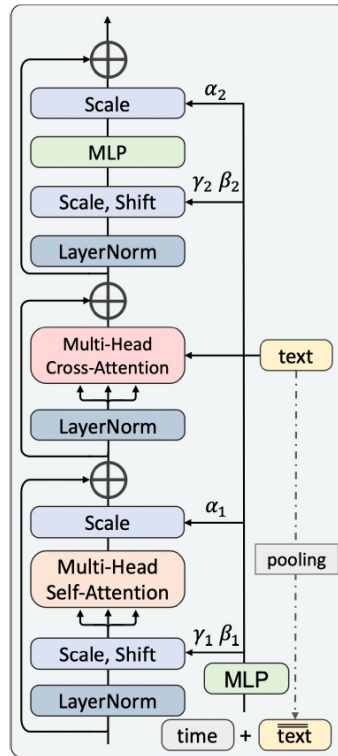 Scale
α₂
MLP
Scale, Shift
γ₂ β₂
LayerNorm
Multi-Head
Cross-Attention
text
LayerNorm
Scale
α₁
Multi-Head
Self-Attention
pooling
Scale, Shift
γ₁ β₁
MLP
LayerNorm
time + text